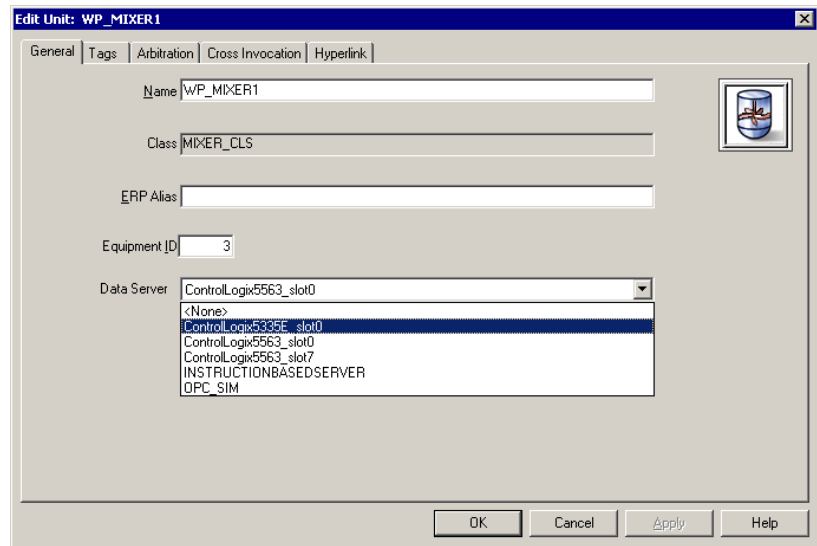 Edit Unit: WP_MIXER1
General Tags Arbitration Cross Invocation Hyperlink
Name WP_MIXER1
Class MIXER_CLS
ERP Alias
Equipment ID 3
Data Server ControlLogix5563_slot0
<None>
ControlLogix5335E_slot0
ControlLogix5563_slot0
ControlLogix5563_slot7
INSTRUCTIONBASEDSERVER
OPC_SIM
OK Cancel Apply Help